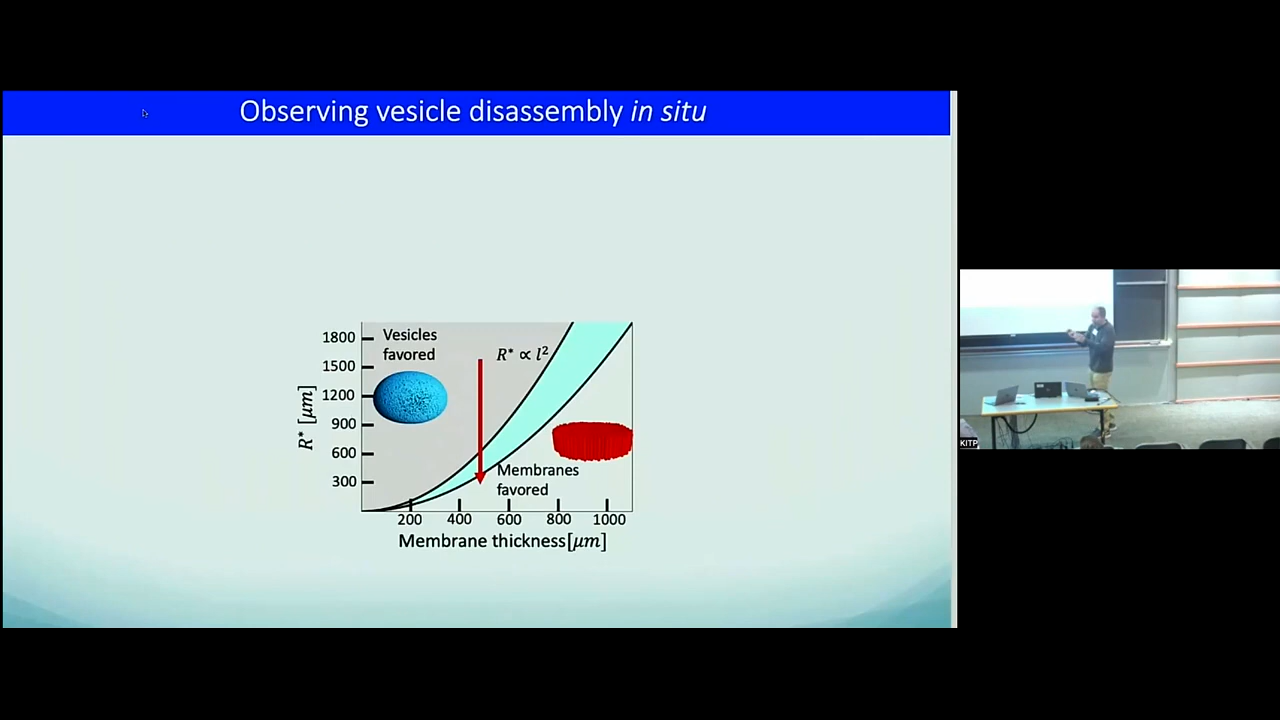 Observing vesicle disassembly in situ
Vesicles
favored
R* ∝ l²
Membranes
favored
R* [μm]
1800
1500
1200
900
600
300
200 400 600 800 1000
Membrane thickness[μm]
KITP